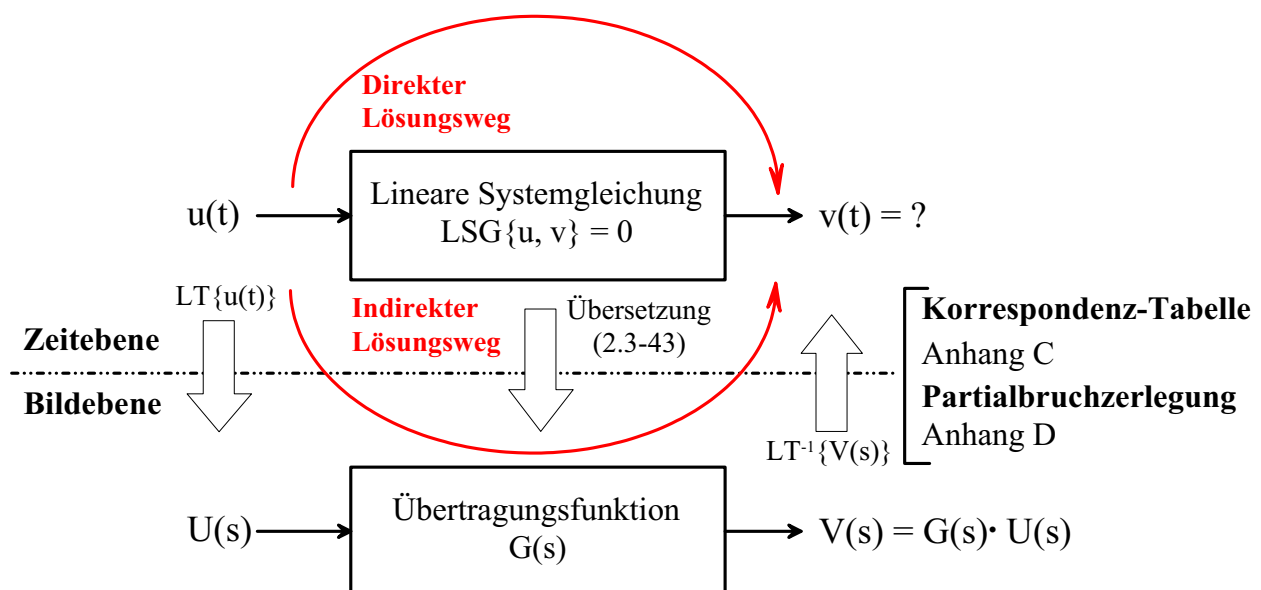 Direkter
Lösungsweg
u(t)
Lineare Systemgleichung
LSG{u, v} = 0
v(t) = ?
LT{u(t)}
Indirekter
Lösungsweg
Übersetzung
(2.3-43)
Korrespondenz-Tabelle
Anhang C
Partialbruchzerlegung
Anhang D
Zeitebene
Bildebene
LT⁻¹{V(s)}
U(s)
Übertragungsfunktion
G(s)
V(s) = G(s)· U(s)